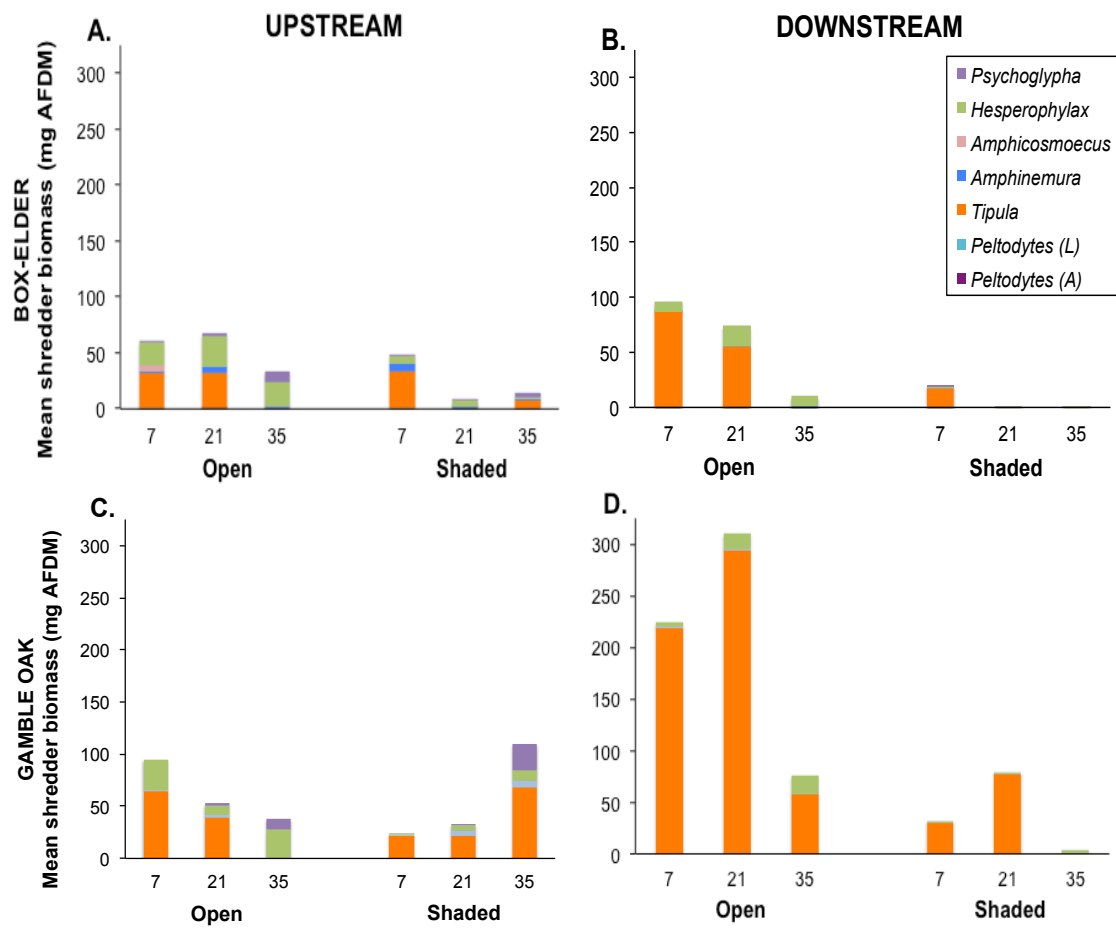 UPSTREAM
DOWNSTREAM
A.
BOX-ELDER
Mean shredder biomass (mg AFDM)
300
250
200
150
100
50
0
7 21 35 7 21 35
Open Shaded
B.
300
250
200
150
100
50
0
7 21 35 7 21 35
Open Shaded
Psychoglypha
Hesperophylax
Amphicosmoecus
Amphinemura
Tipula
Peltodytes (L)
Peltodytes (A)
C.
GAMBLE OAK
Mean shredder biomass (mg AFDM)
300
250
200
150
100
50
0
7 21 35 7 21 35
Open Shaded
D.
300
250
200
150
100
50
0
7 21 35 7 21 35
Open Shaded